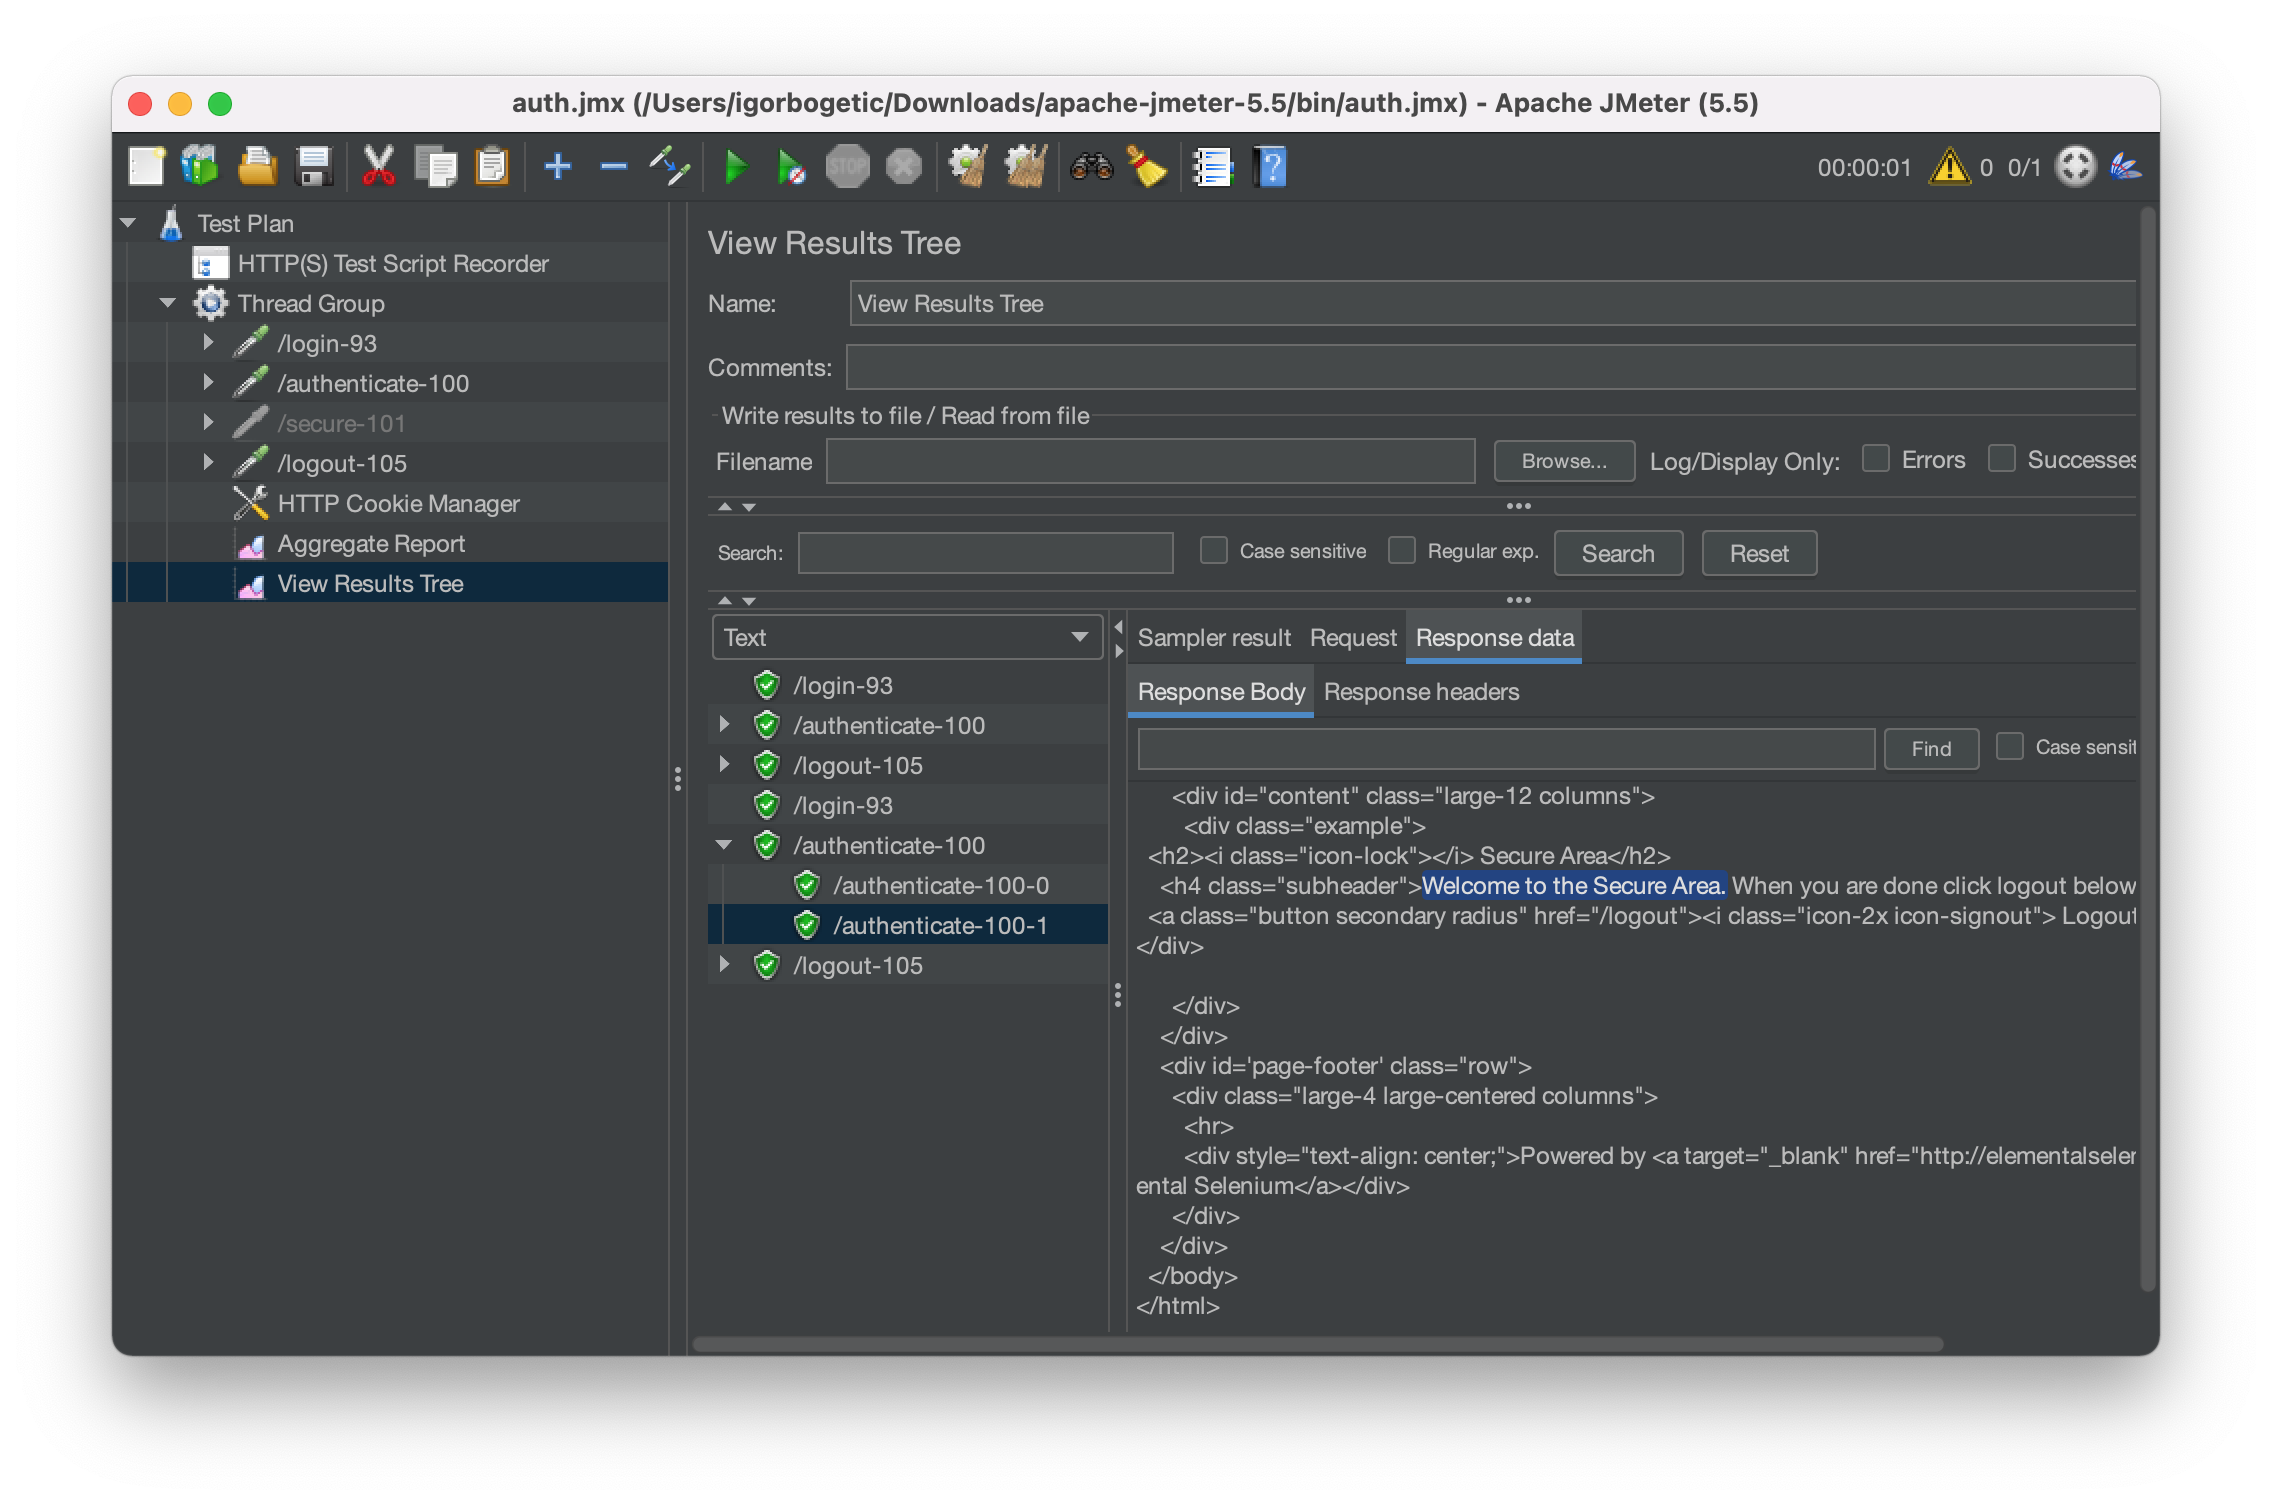 auth.jmx (/Users/igorbogetic/Downloads/apache-jmeter-5.5/bin/auth.jmx) - Apache JMeter (5.5)
STOP
00:00:01 0 0/1
Test Plan
HTTP(S) Test Script Recorder
Thread Group
/login-93
/authenticate-100
/secure-101
/logout-105
HTTP Cookie Manager
Aggregate Report
View Results Tree
View Results Tree
Name: View Results Tree
Comments:
Write results to file / Read from file
Filename Browse... Log/Display Only: Errors Successes
Search: Case sensitive Regular exp. Search Reset
Text
/login-93
/authenticate-100
/logout-105
/login-93
/authenticate-100
/authenticate-100-0
/authenticate-100-1
/logout-105
Sampler result Request Response data
Response Body Response headers
Find Case sensit
<div id="content" class="large-12 columns">
<div class="example">
<h2><i class="icon-lock"></i> Secure Area</h2>
<h4 class="subheader">Welcome to the Secure Area. When you are done click logout below
<a class="button secondary radius" href="/logout"><i class="icon-2x icon-signout"> Logout
</div>
</div>
</div>
<div id='page-footer' class="row">
<div class="large-4 large-centered columns">
<hr>
<div style="text-align: center;">Powered by <a target="_blank" href="http://elementalseler
ental Selenium</a></div>
</div>
</div>
</body>
</html>